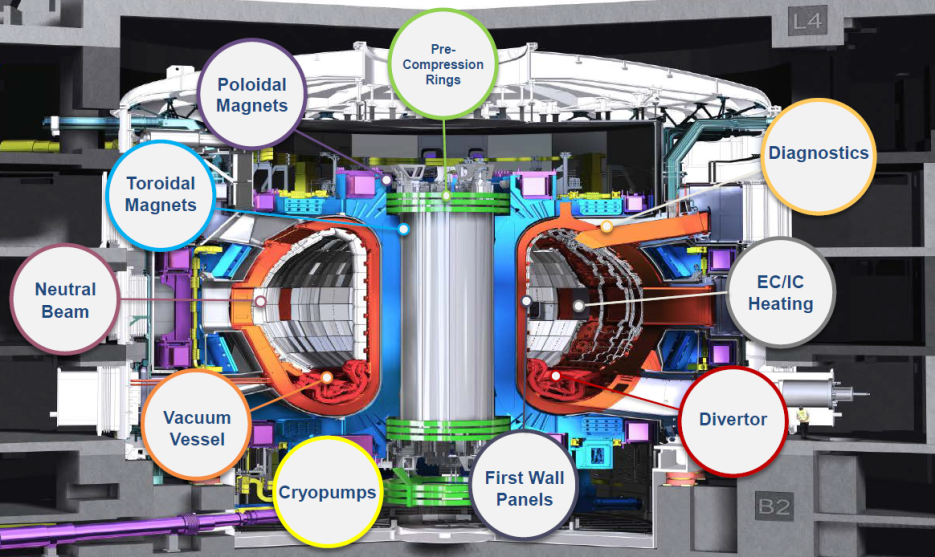 L4
Pre-
Compression
Rings
Poloidal
Magnets
Diagnostics
Toroidal
Magnets
Neutral
Beam
EC/IC
Heating
Vacuum
Vessel
Divertor
Cryopumps
First Wall
Panels
B2